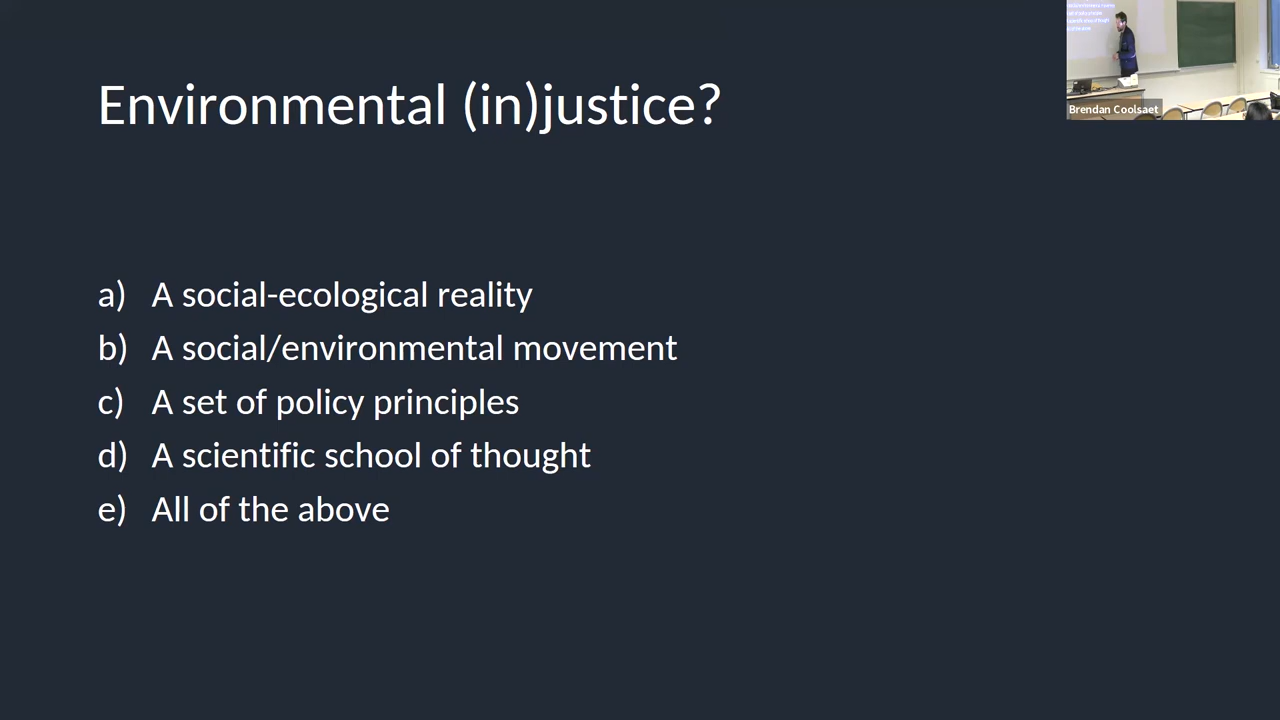 Environmental (in)justice?
a) A social-ecological reality
b) A social/environmental movement
c) A set of policy principles
d) A scientific school of thought
e) All of the above
Brendan Coolsaet